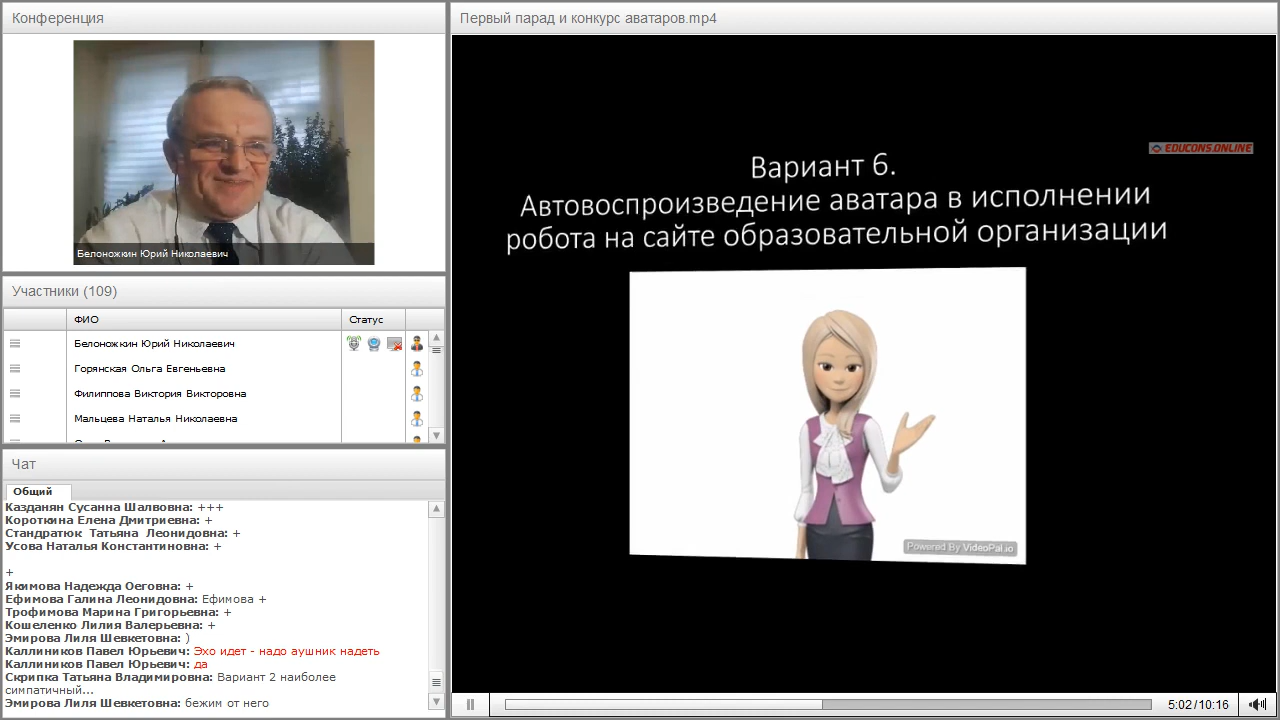 Конференция
Белоножкин Юрий Николаевич
Участники (109)
ФИО
Статус
Белоножкин Юрий Николаевич
Горянская Ольга Евгеньевна
Филиппова Виктория Викторовна
Мальцева Наталья Николаевна
Чат
Общий
Казданян Сусанна Шалвовна: +++
Короткина Елена Дмитриевна: +
Стандратюк Татьяна Леонидовна: +
Усова Наталья Константиновна: +
+
Якимова Надежда Оеговна: +
Ефимова Галина Леонидовна: Ефимова +
Трофимова Марина Григорьевна: +
Кошеленко Лилия Валерьевна: +
Эмирова Лиля Шевкетовна: )
Каллиников Павел Юрьевич: Эхо идет - надо аушник надеть
Каллиников Павел Юрьевич: да
Скрипка Татьяна Владимировна: Вариант 2 наиболее
симпатичный...
Эмирова Лиля Шевкетовна: бежим от него
Первый парад и конкурс аватаров.mp4
EDUCONS.ONLINE
Вариант 6.
Автовоспроизведение аватара в исполнении
робота на сайте образовательной организации
Powered By VideoPal.io
5:02/10:16